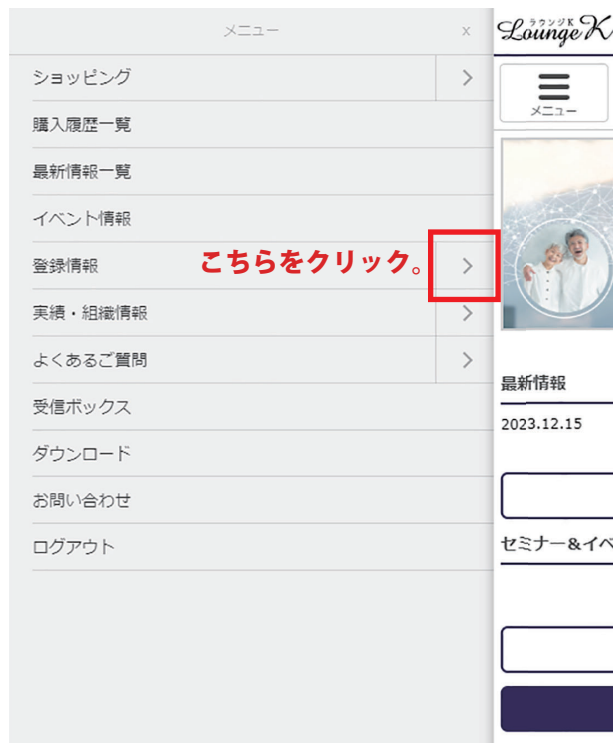 メニュー x
ショッピング
購入履歴一覧
最新情報一覧
イベント情報
登録情報
こちらをクリック。
実績・組織情報
よくあるご質問
受信ボックス
ダウンロード
お問い合わせ
ログアウト
ラウンジK
Lounge K
メニュー
最新情報
2023.12.15
セミナー&イベ